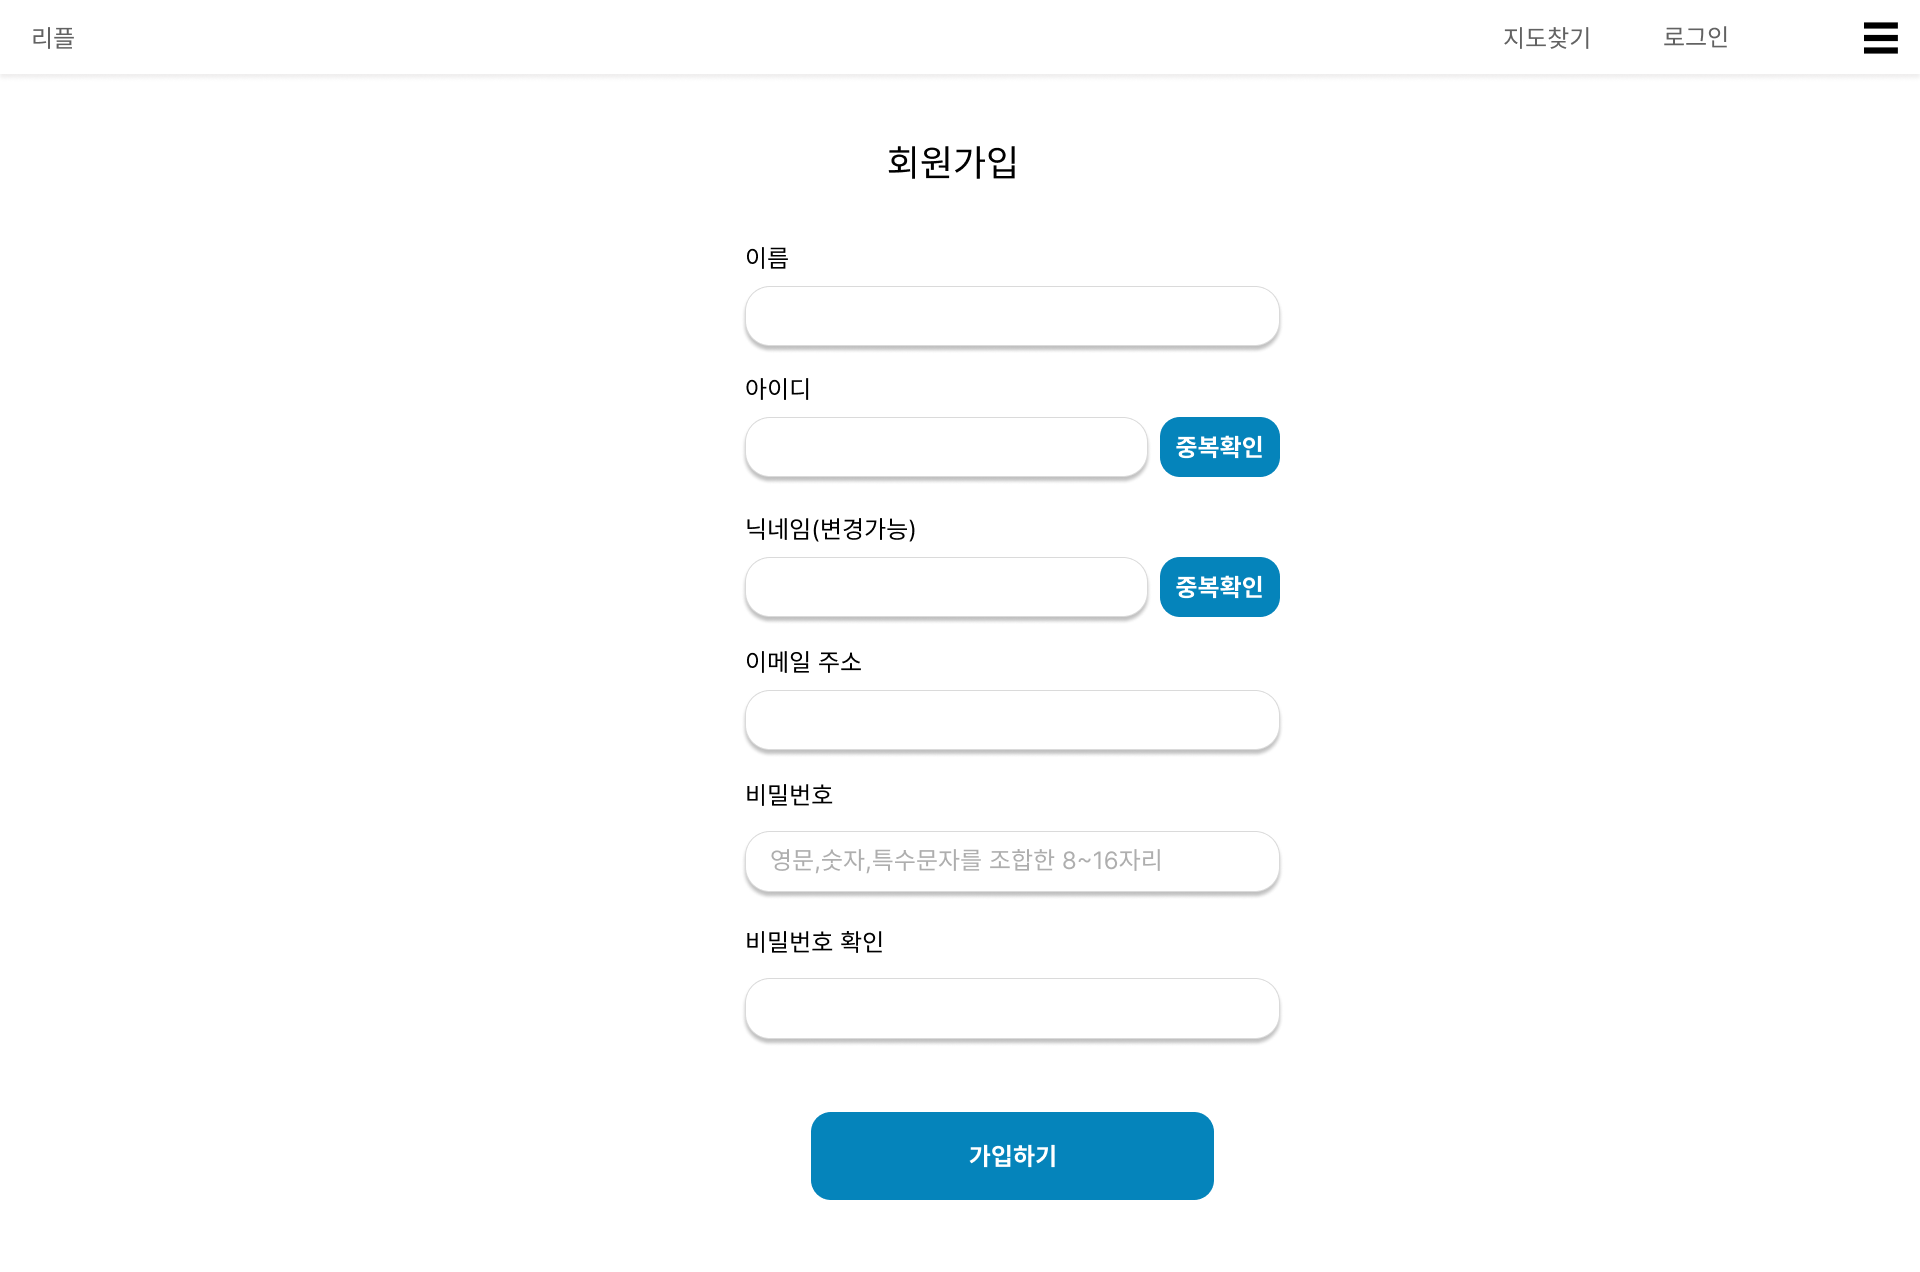 리플
지도찾기
로그인
회원가입
이름
아이디
중복확인
닉네임(변경가능)
중복확인
이메일 주소
비밀번호
영문,숫자,특수문자를 조합한 8~16자리
비밀번호 확인
가입하기